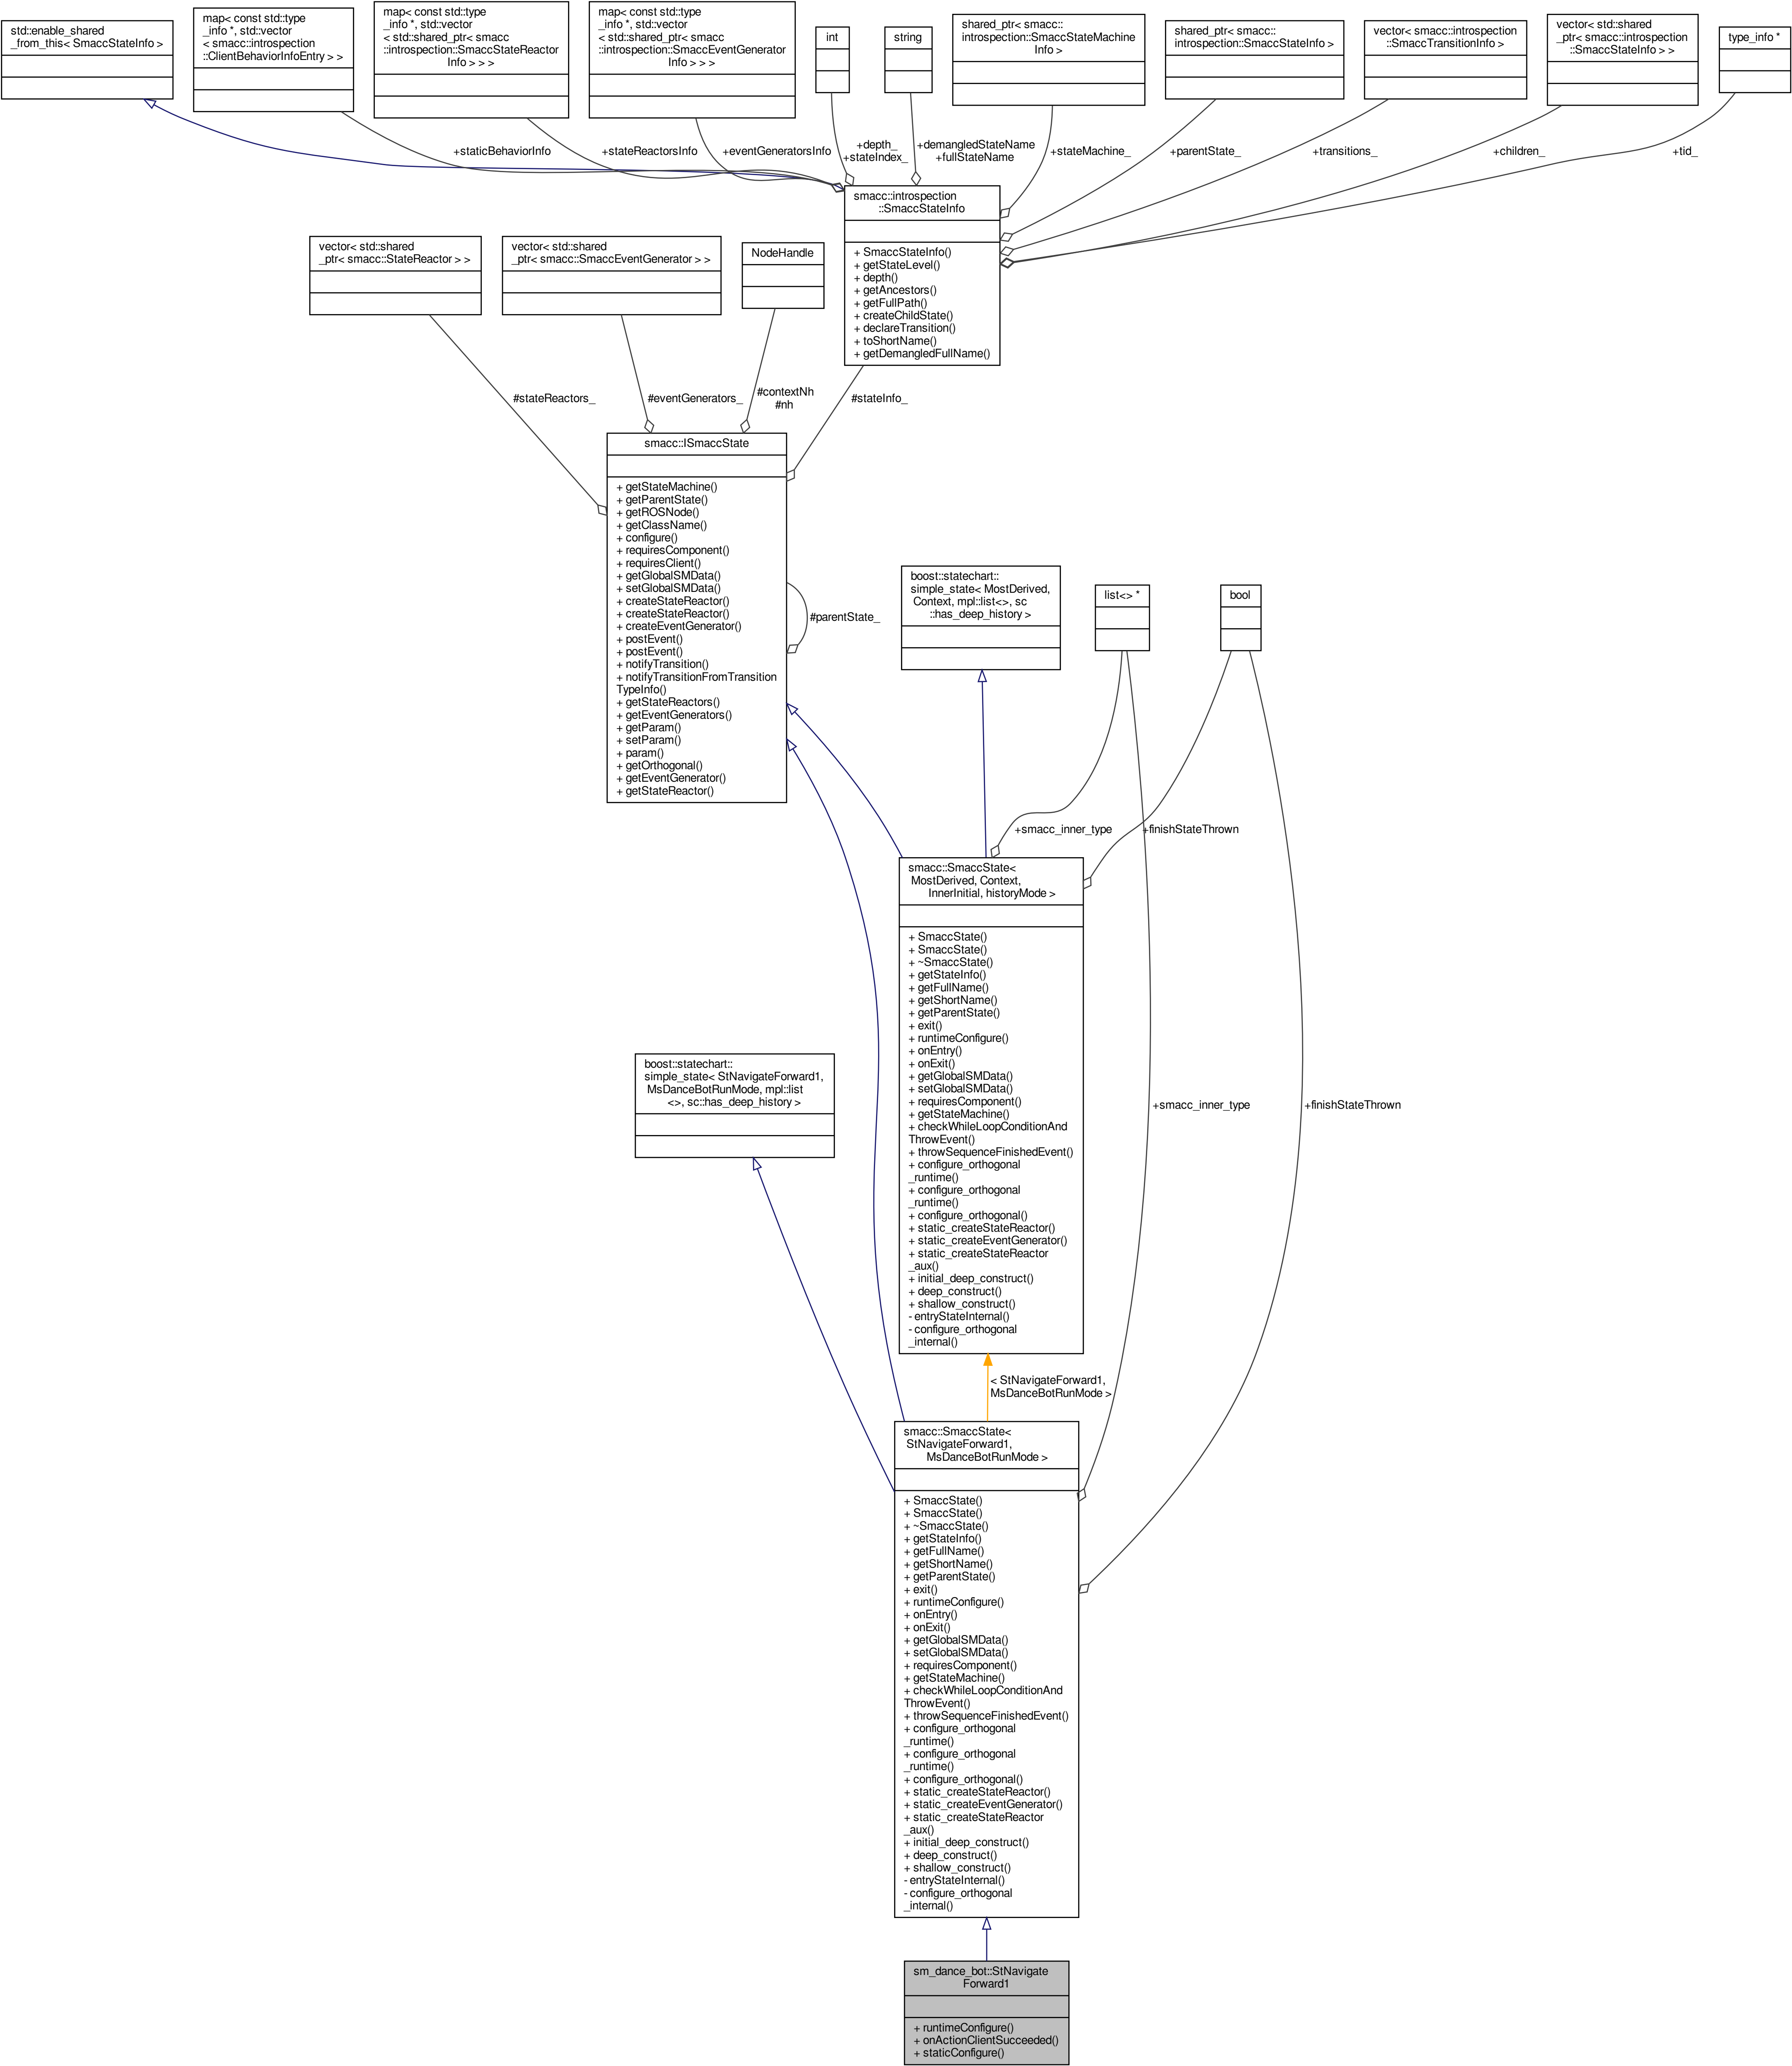 std::enable_shared
_from_this< SmaccStateInfo >
map< const std::type
_info *, std::vector
< smacc::introspection
::ClientBehaviorInfoEntry > >
map< const std::type
_info *, std::vector
< std::shared_ptr< smacc
::introspection::SmaccStateReactor
Info > > >
map< const std::type
_info *, std::vector
< std::shared_ptr< smacc
::introspection::SmaccEventGenerator
Info > > >
int
string
shared_ptr< smacc::
introspection::SmaccStateMachine
Info >
shared_ptr< smacc::
introspection::SmaccStateInfo >
vector< smacc::introspection
::SmaccTransitionInfo >
vector< std::shared
_ptr< smacc::introspection
::SmaccStateInfo > >
type_info *
+staticBehaviorInfo
+stateReactorsInfo
+eventGeneratorsInfo
+depth_
+stateIndex_
+demangledStateName
+fullStateName
+stateMachine_
+parentState_
+transitions_
+children_
+tid_
smacc::introspection
::SmaccStateInfo
+ SmaccStateInfo()
+ getStateLevel()
+ depth()
+ getAncestors()
+ getFullPath()
+ createChildState()
+ declareTransition()
+ toShortName()
+ getDemangledFullName()
vector< std::shared
_ptr< smacc::StateReactor > >
vector< std::shared
_ptr< smacc::SmaccEventGenerator > >
NodeHandle
#stateReactors_
#eventGenerators_
#contextNh
#nh
#stateInfo_
smacc::ISmaccState
+ getStateMachine()
+ getParentState()
+ getROSNode()
+ getClassName()
+ configure()
+ requiresComponent()
+ requiresClient()
+ getGlobalSMData()
+ setGlobalSMData()
+ createStateReactor()
+ createStateReactor()
+ createEventGenerator()
+ postEvent()
+ postEvent()
+ notifyTransition()
+ notifyTransitionFromTransition
TypeInfo()
+ getStateReactors()
+ getEventGenerators()
+ getParam()
+ setParam()
+ param()
+ getOrthogonal()
+ getEventGenerator()
+ getStateReactor()
#parentState_
boost::statechart::
simple_state< MostDerived,
Context, mpl::list<>, sc
::has_deep_history >
list<> *
bool
+smacc_inner_type
+finishStateThrown
smacc::SmaccState<
MostDerived, Context,
InnerInitial, historyMode >
+ SmaccState()
+ SmaccState()
+ ~SmaccState()
+ getStateInfo()
+ getFullName()
+ getShortName()
+ getParentState()
+ exit()
+ runtimeConfigure()
+ onEntry()
+ onExit()
+ getGlobalSMData()
+ setGlobalSMData()
+ requiresComponent()
+ getStateMachine()
+ checkWhileLoopConditionAnd
ThrowEvent()
+ throwSequenceFinishedEvent()
+ configure_orthogonal
_runtime()
+ configure_orthogonal
_runtime()
+ configure_orthogonal()
+ static_createStateReactor()
+ static_createEventGenerator()
+ static_createStateReactor
_aux()
+ initial_deep_construct()
+ deep_construct()
+ shallow_construct()
- entryStateInternal()
- configure_orthogonal
_internal()
boost::statechart::
simple_state< StNavigateForward1,
MsDanceBotRunMode, mpl::list
<>, sc::has_deep_history >
+smacc_inner_type
+finishStateThrown
< StNavigateForward1,
MsDanceBotRunMode >
smacc::SmaccState<
StNavigateForward1,
MsDanceBotRunMode >
+ SmaccState()
+ SmaccState()
+ ~SmaccState()
+ getStateInfo()
+ getFullName()
+ getShortName()
+ getParentState()
+ exit()
+ runtimeConfigure()
+ onEntry()
+ onExit()
+ getGlobalSMData()
+ setGlobalSMData()
+ requiresComponent()
+ getStateMachine()
+ checkWhileLoopConditionAnd
ThrowEvent()
+ throwSequenceFinishedEvent()
+ configure_orthogonal
_runtime()
+ configure_orthogonal
_runtime()
+ configure_orthogonal()
+ static_createStateReactor()
+ static_createEventGenerator()
+ static_createStateReactor
_aux()
+ initial_deep_construct()
+ deep_construct()
+ shallow_construct()
- entryStateInternal()
- configure_orthogonal
_internal()
sm_dance_bot::StNavigate
Forward1
+ runtimeConfigure()
+ onActionClientSucceeded()
+ staticConfigure()